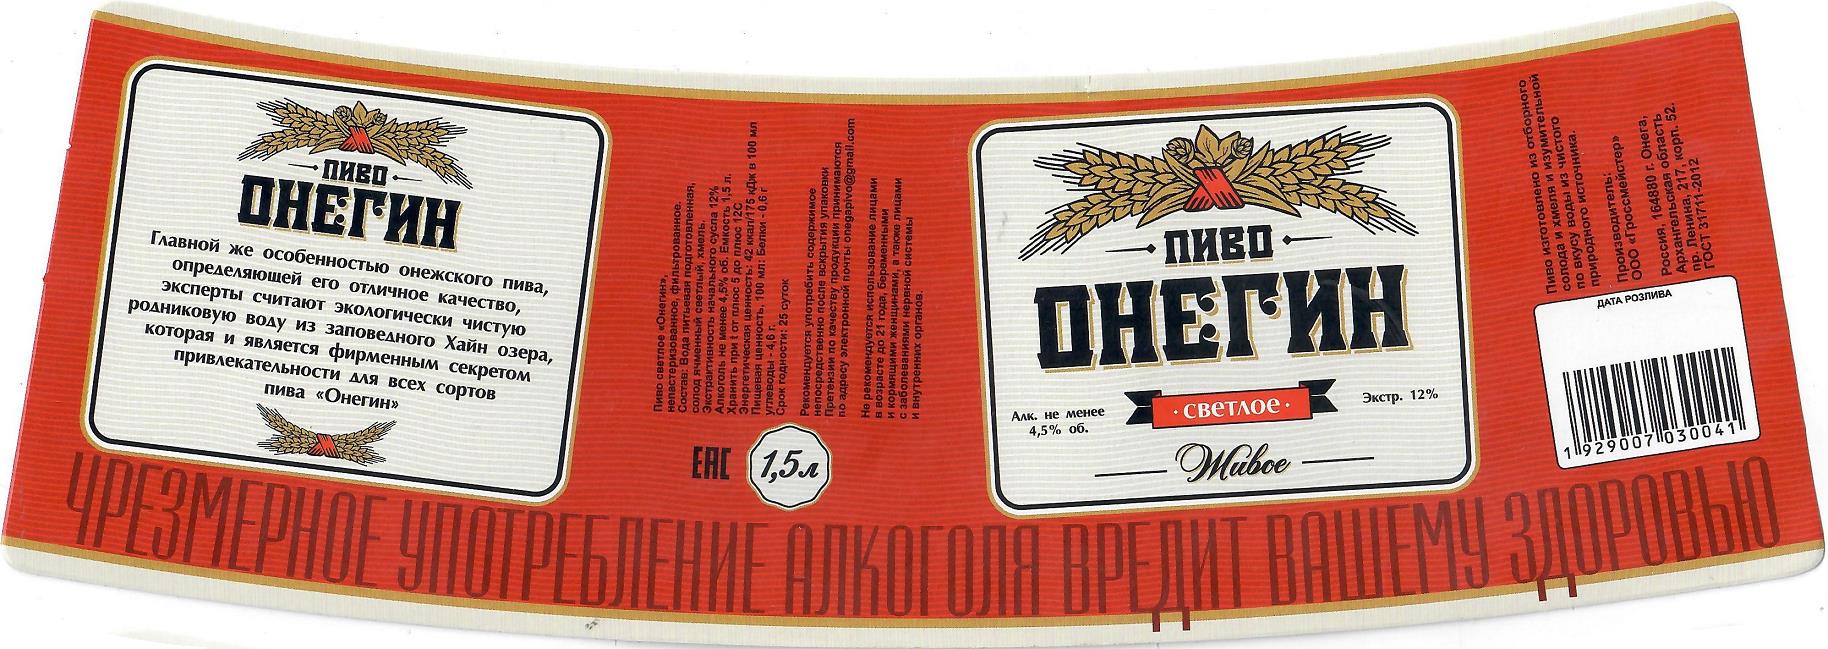 ПИВО
ОНЕГИН
Главной же особенностью онежского пива,
определяющей его отличное качество,
эксперты считают экологически чистую
родниковую воду из заповедного Хайн озера,
которая и является фирменным секретом
привлекательности для всех сортов
пива «Онегин»
Пиво светлое «Онегин»,
непастеризованное, фильтрованное.
Состав: Вода питьевая подготовленная,
солод ячменный светлый, хмель.
Экстрактивность начального сусла 12%
Алкоголь не менее 4,5% об. Емкость 1,5 л.
Хранить при t от плюс 5 до плюс 12С
Энергетическая ценность: 42 ккал/175 кДж в 100 мл
Пищевая ценность, 100 мл: Белки - 0,6 г
углеводы - 4,6 г.
Срок годности: 25 суток
Рекомендуется употребить содержимое
непосредственно после вскрытия упаковки
Претензии по качеству продукции принимаются
по адресу электронной почты onegapivo@gmail.com
Не рекомендуется использование лицами
в возрасте до 21 года, беременными
и кормящими женщинами, а также лицами
с заболеваниями нервной системы
и внутренних органов.
ЕАС
1,5л
ПИВО
ОНЕГИН
Алк. не менее
4,5% об.
·СВЕТЛОЕ·
Экстр. 12%
Живое
Пиво изготовлено из отборного
солода и хмеля и изумительной
по вкусу воды из чистого
природного источника.
Производитель:
ООО «Гроссмейстер»
Россия, 164880 г. Онега,
Архангельская область
пр. Ленина, 217, корп. 52.
ГОСТ 31711-2012
ДАТА РОЗЛИВА
1 929007 030041
ЧРЕЗМЕРНОЕ УПОТРЕБЛЕНИЕ АЛКОГОЛЯ ВРЕДИТ ВАШЕМУ ЗДОРОВЬЮ